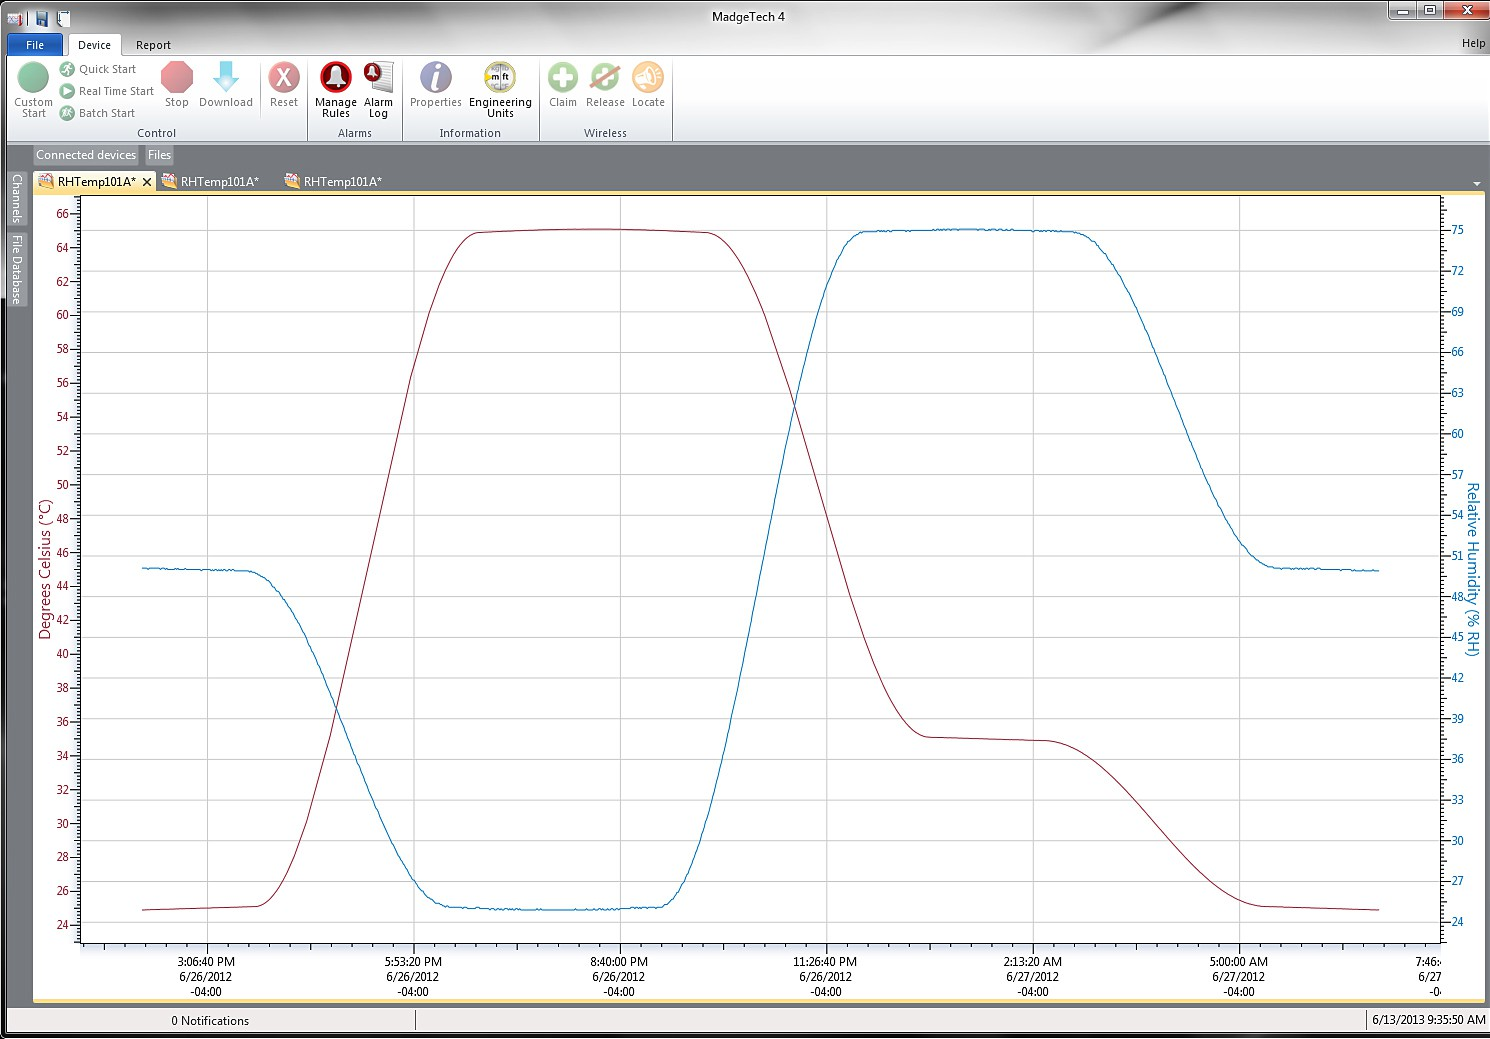 MadgeTech 4
File
Device
Report
Help
Custom
Start
Quick Start
Real Time Start
Batch Start
Stop
Download
Reset
Control
Manage
Rules
Alarm
Log
Alarms
Properties
Engineering
Units
Information
Claim
Release
Locate
Wireless
Connected devices
Files
Channels
File Database
RHTemp101A*
RHTemp101A*
RHTemp101A*
Degrees Celsius (°C)
66
64
62
60
58
56
54
52
50
48
46
44
42
40
38
36
34
32
30
28
26
24
75
72
69
66
63
60
57
54
51
48
45
42
39
36
33
30
27
24
Relative Humidity (% RH)
3:06:40 PM
6/26/2012
-04:00
5:53:20 PM
6/26/2012
-04:00
8:40:00 PM
6/26/2012
-04:00
11:26:40 PM
6/26/2012
-04:00
2:13:20 AM
6/27/2012
-04:00
5:00:00 AM
6/27/2012
-04:00
7:46:
6/27
0 Notifications
6/13/2013 9:35:50 AM